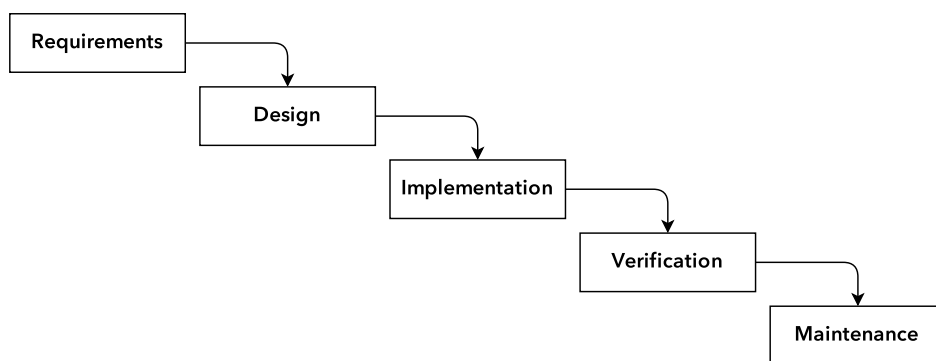 Requirements
Design
Implementation
Verification
Maintenance